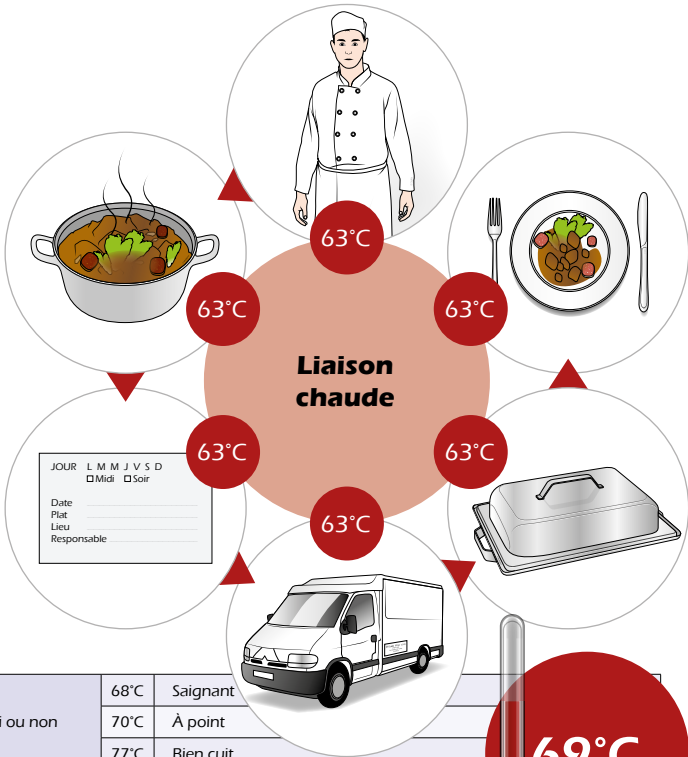 63°C
63°C
63°C
Liaison
chaude
63°C
63°C
JOUR L M M J V S D
Midi Soir
Date
Plat
Lieu
Responsable
63°C
68°C Saignant
ou non
70°C À point
77°C Bien cuit